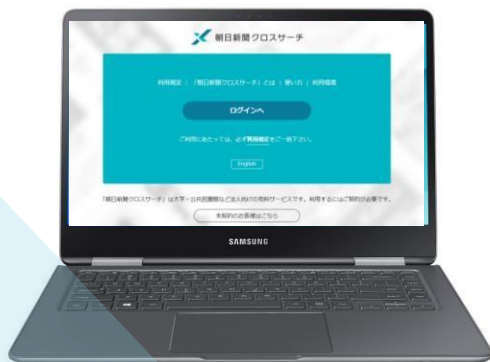 朝日新聞クロスサーチ
利用規定 | 「朝日新聞クロスサーチ」とは | 使い方 | 利用環境
ログインへ
ご利用にあたっては、必ず利用規定をご一読下さい。
English
「朝日新聞クロスサーチ」は大学・公共図書館など法人向けの有料サービスです。利用するにはご契約が必要です。
未契約のお客様はこちら
SAMSUNG